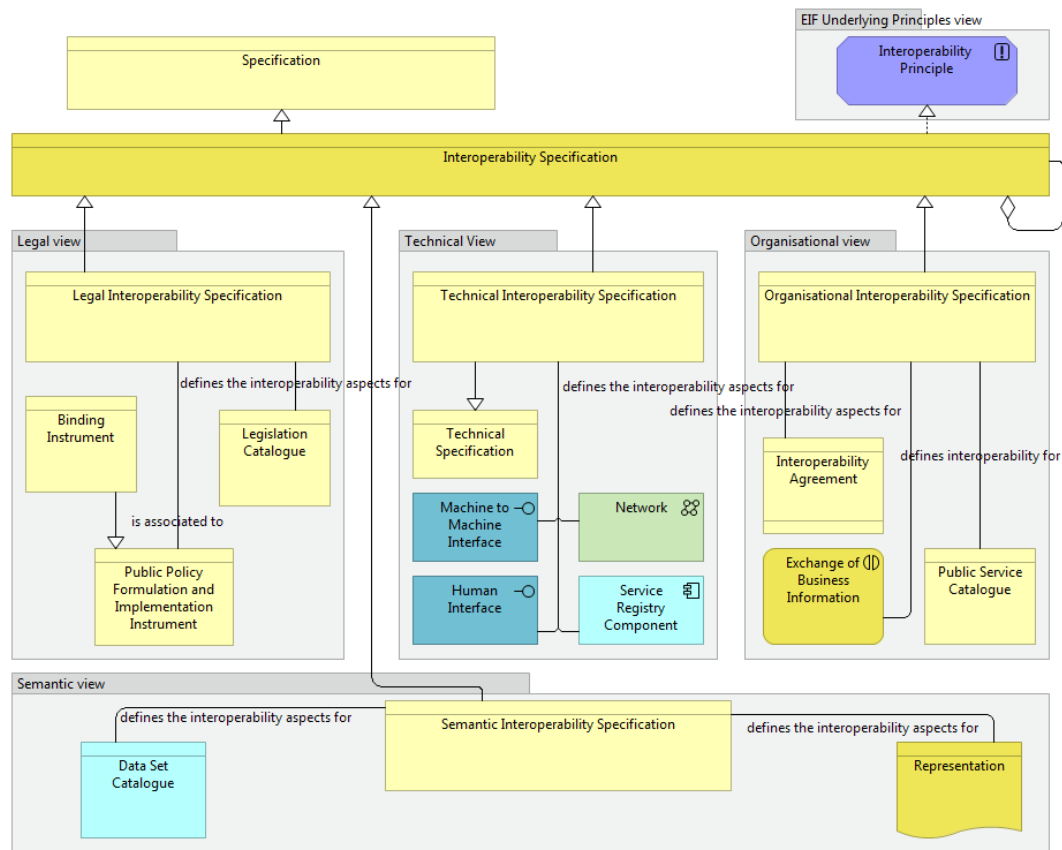 EIF Underlying Principles view
Interoperability
Principle
Specification
Interoperability Specification
Legal view
Legal Interoperability Specification
defines the interoperability aspects for
Binding
Instrument
Legislation
Catalogue
is associated to
Public Policy
Formulation and
Implementation
Instrument
Technical View
Technical Interoperability Specification
defines the interoperability aspects for
Technical
Specification
Machine to
Machine
Interface
Network
Human
Interface
Service
Registry
Component
Organisational view
Organisational Interoperability Specification
defines the interoperability aspects for
defines interoperability for
Interoperability
Agreement
Exchange of
Business
Information
Public Service
Catalogue
Semantic view
defines the interoperability aspects for
Semantic Interoperability Specification
defines the interoperability aspects for
Data Set
Catalogue
Representation